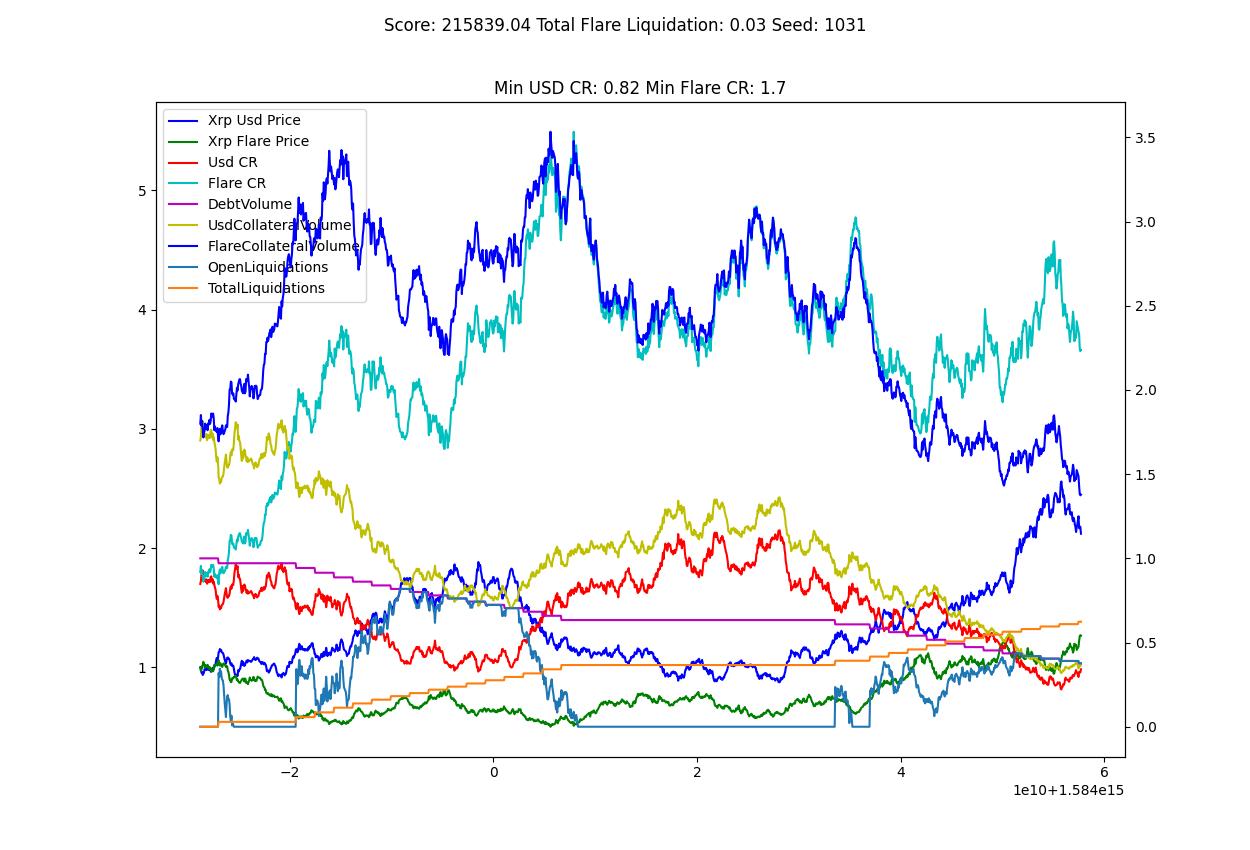 Score: 215839.04 Total Flare Liquidation: 0.03 Seed: 1031
Min USD CR: 0.82 Min Flare CR: 1.7
Xrp Usd Price
Xrp Flare Price
Usd CR
Flare CR
DebtVolume
UsdCollateralVolume
FlareCollateralVolume
OpenLiquidations
TotalLiquidations
5
4
3
2
1
3.5
3.0
2.5
2.0
1.5
1.0
0.5
0.0
−2 0 2 4 6
1e10+1.584e15